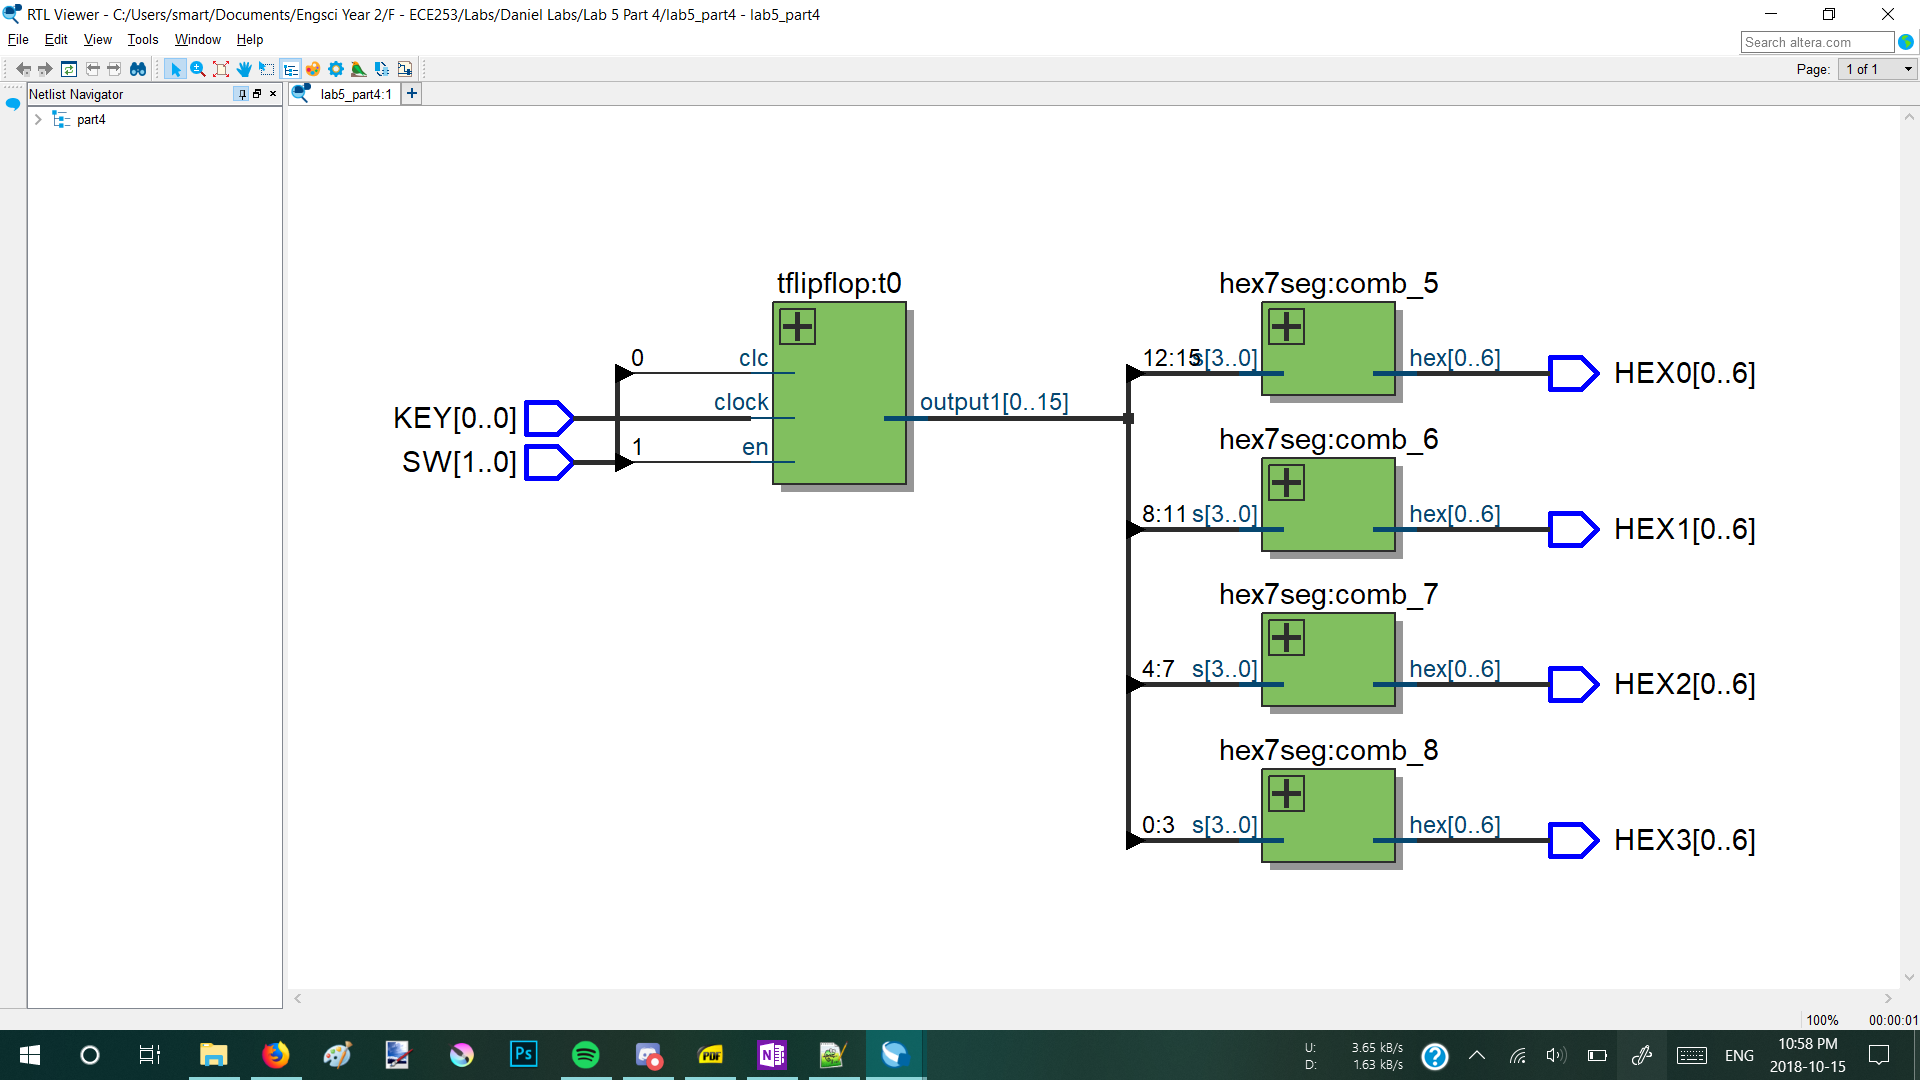 RTL Viewer - C:/Users/smart/Documents/Engsci Year 2/F - ECE253/Labs/Daniel Labs/Lab 5 Part 4/lab5_part4 - lab5_part4
File Edit View Tools Window Help
Search altera.com
Page: 1 of 1
Netlist Navigator
lab5_part4:1
part4
tflipflop:t0
hex7seg:comb_5
0 clc
12:15 s[3..0] hex[0..6] HEX0[0..6]
KEY[0..0] clock output1[0..15]
SW[1..0] 1 en
hex7seg:comb_6
8:11 s[3..0] hex[0..6] HEX1[0..6]
hex7seg:comb_7
4:7 s[3..0] hex[0..6] HEX2[0..6]
hex7seg:comb_8
0:3 s[3..0] hex[0..6] HEX3[0..6]
100% 00:00:01
Ps
PDF
N
U: 3.65 kB/s
D: 1.63 kB/s
ENG
10:58 PM
2018-10-15